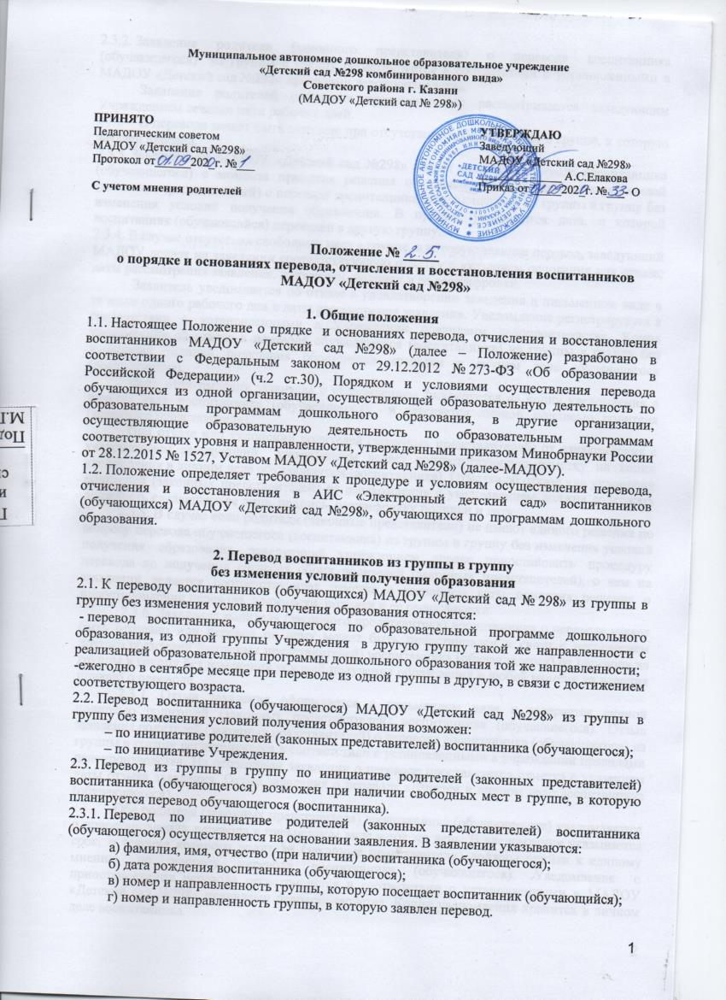 Муниципальное автономное дошкольное образовательное учреждение
«Детский сад №298 комбинированного вида»
Советского района г. Казани
(МАДОУ «Детский сад № 298»)
ПРИНЯТО
Педагогическим советом
МАДОУ «Детский сад №298»
Протокол от 01.09 2020 г. № 1
С учетом мнения родителей
УТВЕРЖДАЮ
Заведующий
МАДОУ «Детский сад №298»
А.С.Елакова
Приказ от 01.09 2020г. № 33- О
Положение № 2.5.
о порядке и основаниях перевода, отчисления и восстановления воспитанников
МАДОУ «Детский сад №298»
1. Общие положения
1.1. Настоящее Положение о прядке и основаниях перевода, отчисления и восстановления
воспитанников МАДОУ «Детский сад №298» (далее – Положение) разработано в
соответствии с Федеральным законом от 29.12.2012 №273-ФЗ «Об образовании в
Российской Федерации» (ч.2 ст.30), Порядком и условиями осуществления перевода
обучающихся из одной организации, осуществляющей образовательную деятельность по
образовательным программам дошкольного образования, в другие организации,
осуществляющие образовательную деятельность по образовательным программам
соответствующих уровня и направленности, утвержденными приказом Минобрнауки России
от 28.12.2015 № 1527, Уставом МАДОУ «Детский сад №298» (далее-МАДОУ).
1.2. Положение определяет требования к процедуре и условиям осуществления перевода,
отчисления и восстановления в АИС «Электронный детский сад» воспитанников
(обучающихся) МАДОУ «Детский сад №298», обучающихся по программам дошкольного
образования.
2. Перевод воспитанников из группы в группу
без изменения условий получения образования
2.1. К переводу воспитанников (обучающихся) МАДОУ «Детский сад № 298» из группы в
группу без изменения условий получения образования относятся:
- перевод воспитанника, обучающегося по образовательной программе дошкольного
образования, из одной группы Учреждения в другую группу такой же направленности с
реализацией образовательной программы дошкольного образования той же направленности;
-ежегодно в сентябре месяце при переводе из одной группы в другую, в связи с достижением
соответствующего возраста.
2.2. Перевод воспитанника (обучающегося) МАДОУ «Детский сад №298» из группы в
группу без изменения условий получения образования возможен:
– по инициативе родителей (законных представителей) воспитанника (обучающегося);
– по инициативе Учреждения.
2.3. Перевод из группы в группу по инициативе родителей (законных представителей)
воспитанника (обучающегося) возможен при наличии свободных мест в группе, в которую
планируется перевод обучающегося (воспитанника).
2.3.1. Перевод по инициативе родителей (законных представителей) воспитанника
(обучающегося) осуществляется на основании заявления. В заявлении указываются:
а) фамилия, имя, отчество (при наличии) воспитанника (обучающегося);
б) дата рождения воспитанника (обучающегося);
в) номер и направленность группы, которую посещает воспитанник (обучающийся);
г) номер и направленность группы, в которую заявлен перевод.
1